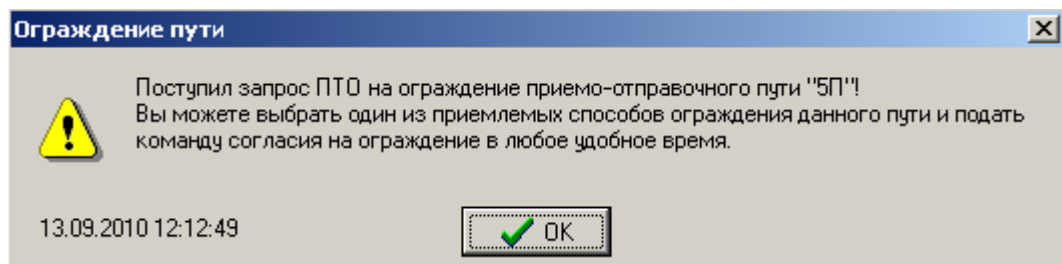 Ограждение пути
Поступил запрос ПТО на ограждение приемо-отправочного пути "5П"!
Вы можете выбрать один из приемлемых способов ограждения данного пути и подать
команду согласия на ограждение в любое удобное время.
13.09.2010 12:12:49
OK